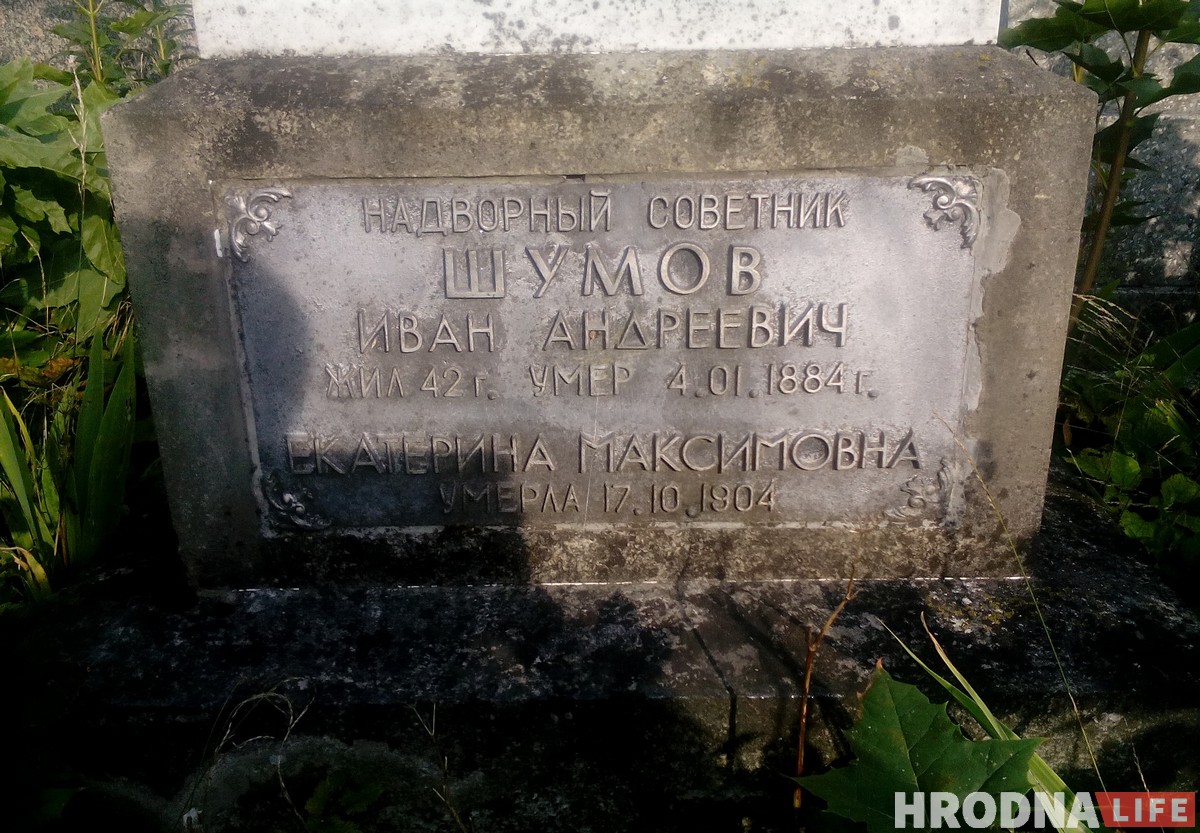 НАДВОРНЫЙ СОВЕТНИК
ШУМОВ
ИВАН АНДРЕЕВИЧ
ЖИЛ 42 г. УМЕР 4.01.1884 г.
ЕКАТЕРИНА МАКСИМОВНА
УМЕРЛА 17.10.1904
HRODNA LIFE